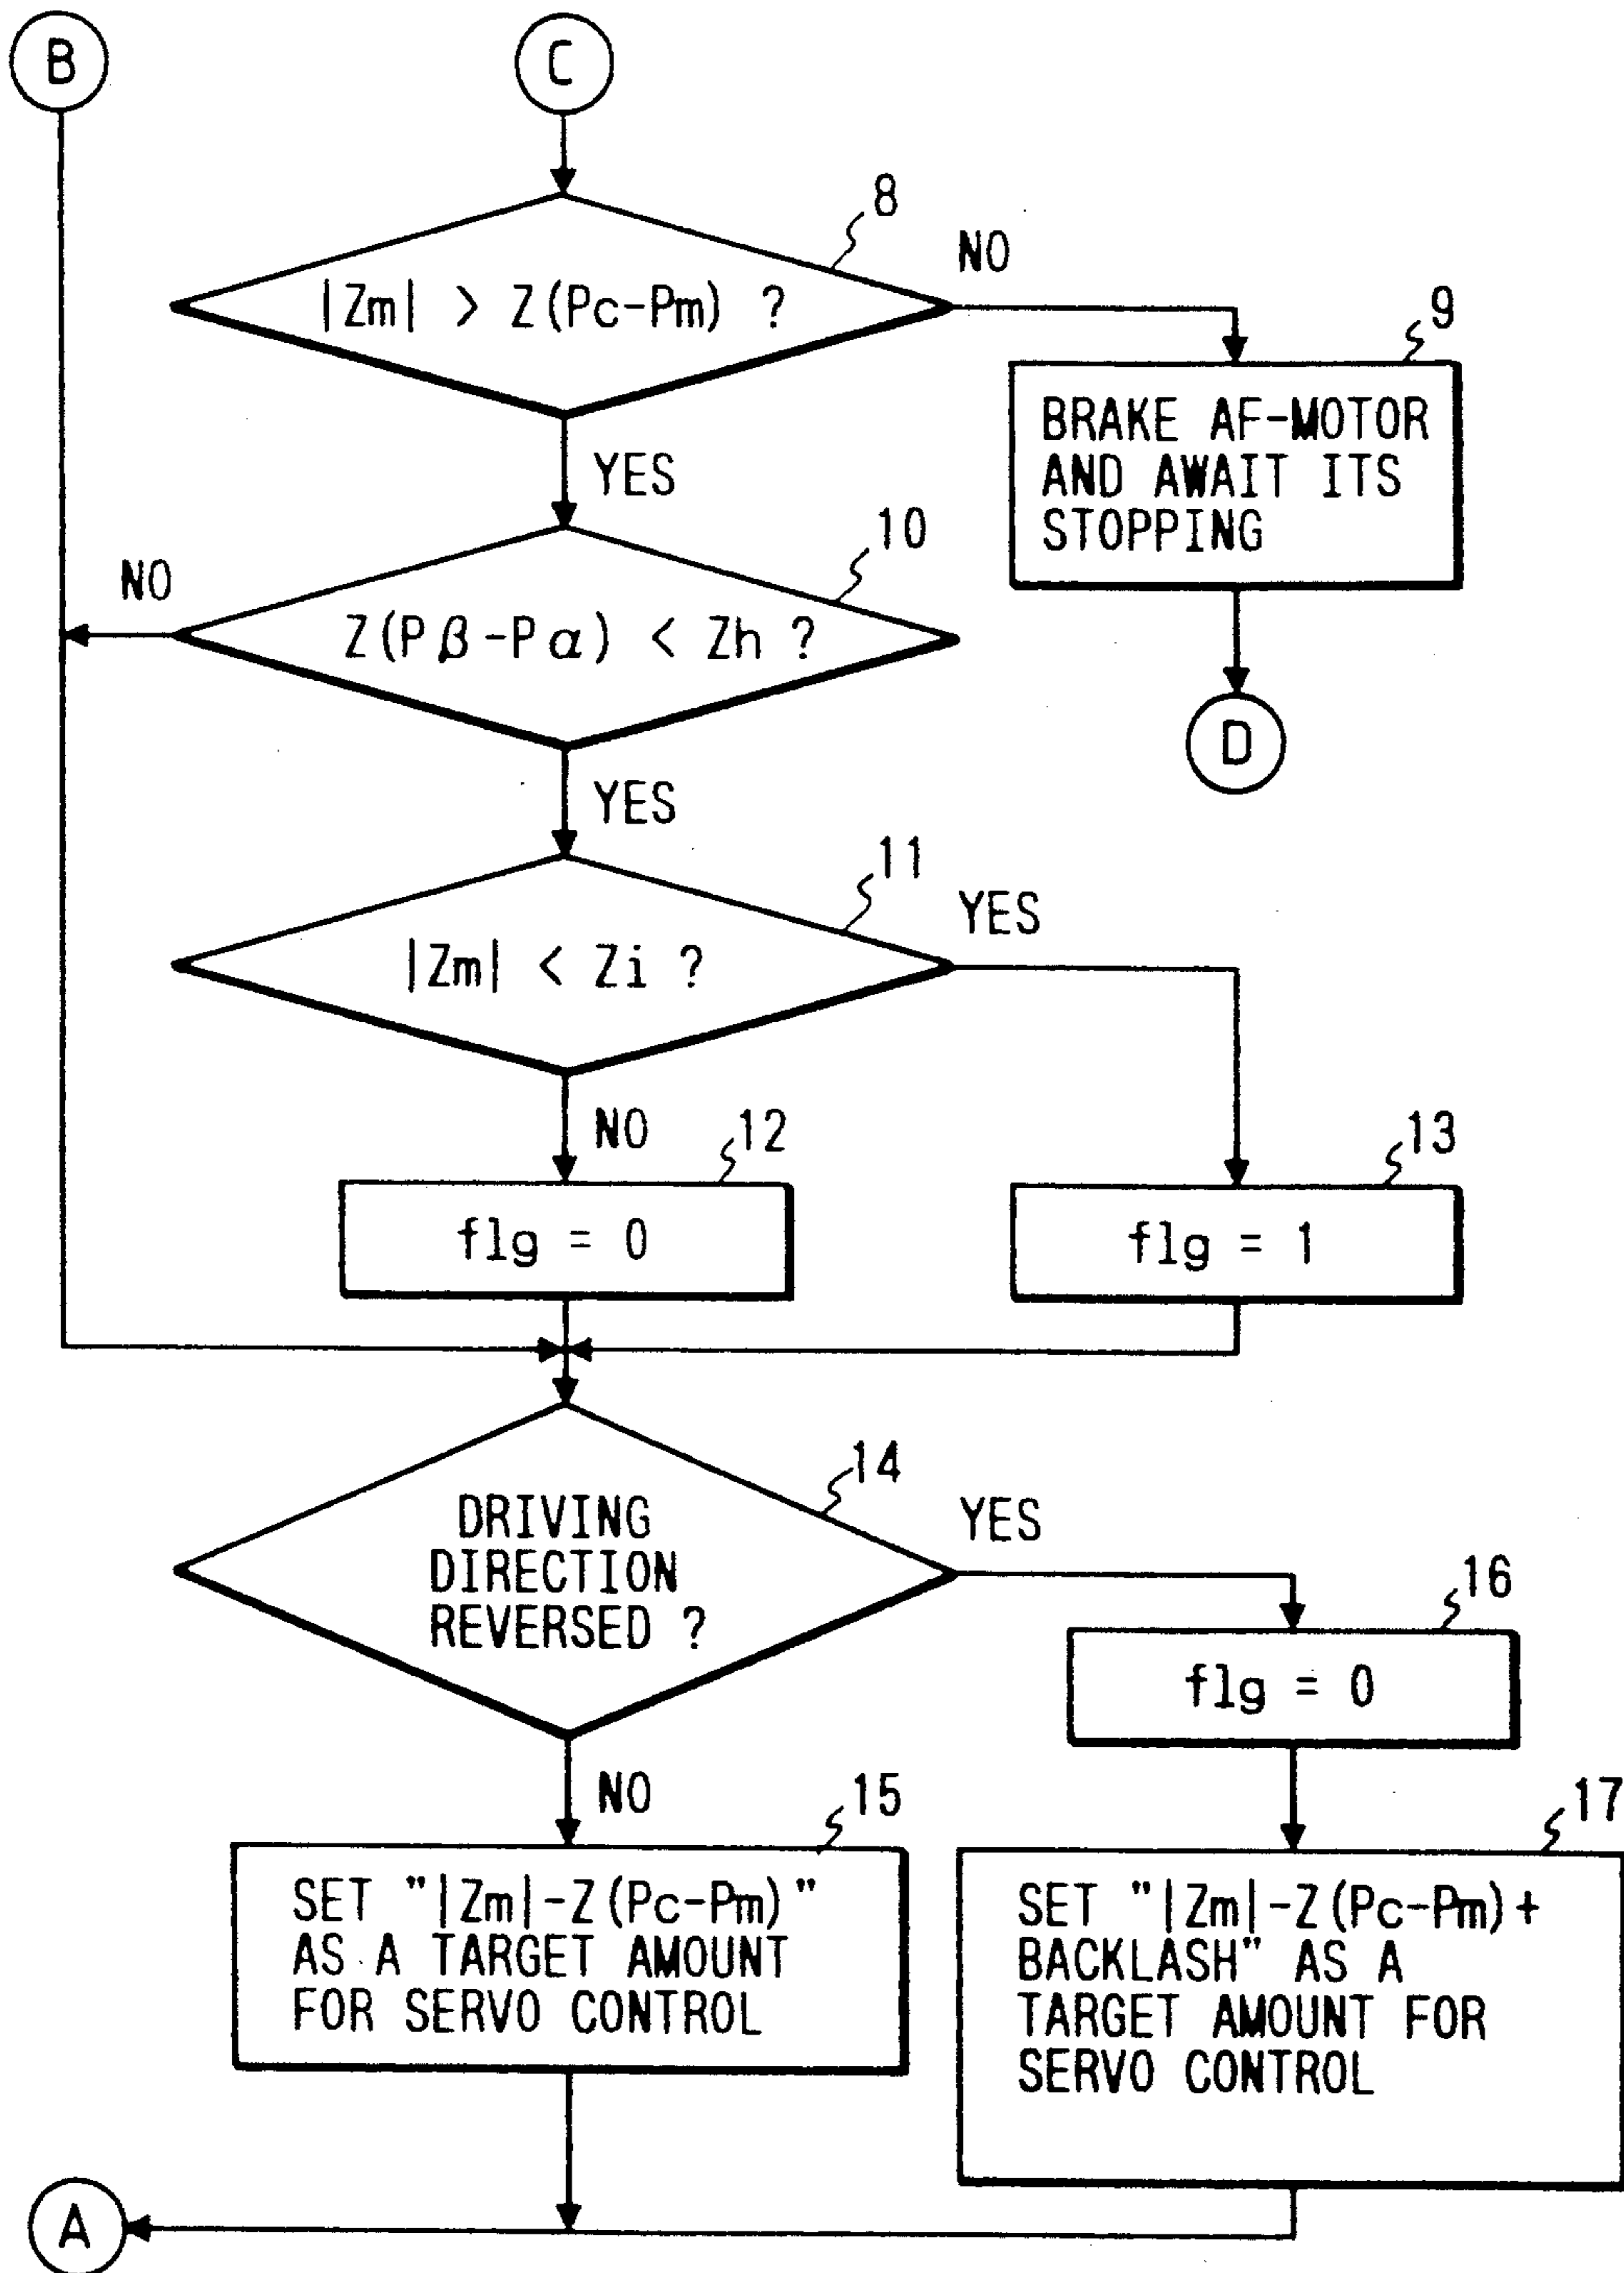 B
C
8
NO
|Zm| > Z(Pc-Pm) ?
9
BRAKE AF-MOTOR
AND AWAIT ITS
STOPPING
YES
10
NO
Z(Pβ-Pα) < Zh ?
D
YES
11
YES
|Zm| < Zi ?
NO
12
13
flg = 0
flg = 1
14
YES
DRIVING
DIRECTION
REVERSED ?
16
flg = 0
NO
15
17
SET "|Zm|-Z(Pc-Pm)"
AS A TARGET AMOUNT
FOR SERVO CONTROL
SET "|Zm|-Z(Pc-Pm)+
BACKLASH" AS A
TARGET AMOUNT FOR
SERVO CONTROL
A